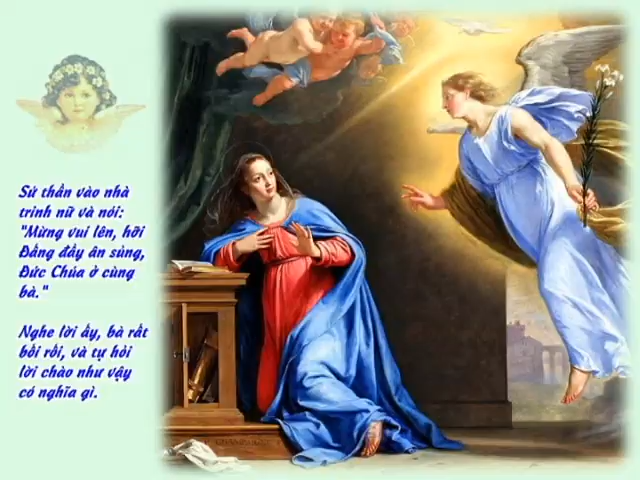 Sứ thần vào nhà
trinh nữ và nói:
"Mừng vui lên, hỡi
Đấng đầy ân sủng,
Đức Chúa ở cùng
bà."
Nghe lời ấy, bà rất
bối rối, và tự hỏi
lời chào như vậy
có nghĩa gì.